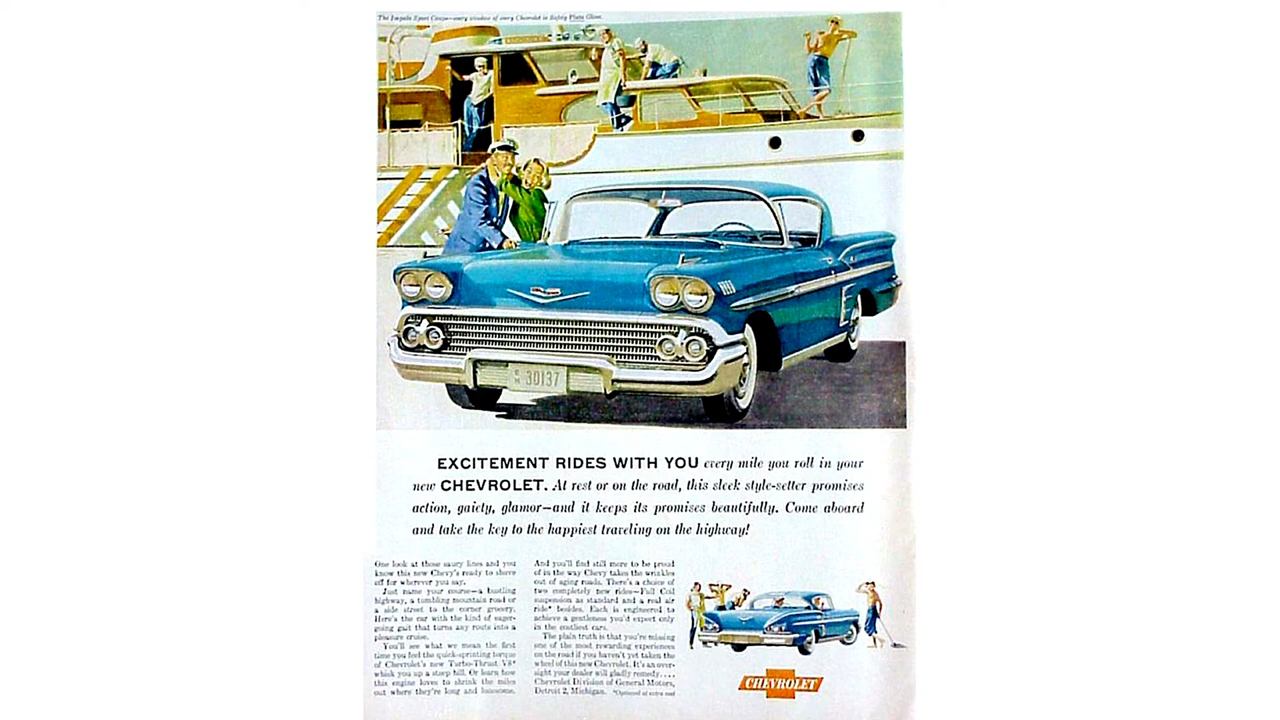 The Impala Sport Coupe—every window of every Chevrolet is Safety Plate Glass.
30137
EXCITEMENT RIDES WITH YOU every mile you roll in your
new CHEVROLET. At rest or on the road, this sleek style-setter promises
action, gaiety, glamor—and it keeps its promises beautifully. Come aboard
and take the key to the happiest traveling on the highway!
One look at those saucy lines and you
know this new Chevy's ready to shove
off for wherever you say.
Just name your course—a bustling
highway, a tumbling mountain road or
a side street to the corner grocery.
Here's the car with the kind of eager-
going gait that turns any route into a
pleasure cruise.
You'll see what we mean the first
time you feel the quick-sprinting torque
of Chevrolet's new Turbo-Thrust V8*
whisk you up a steep hill. Or learn how
this engine loves to shrink the miles
out where they're long and lonesome.
And you'll find still more to be proud
of in the way Chevy takes the wrinkles
out of aging roads. There's a choice of
two completely new rides—Full Coil
suspension as standard and a real air
ride* besides. Each is engineered to
achieve a gentleness you'd expect only
in the costliest cars.
The plain truth is that you're missing
one of the most rewarding experiences
on the road if you haven't yet taken the
wheel of this new Chevrolet. It's an over-
sight your dealer will gladly remedy. . . .
Chevrolet Division of General Motors,
Detroit 2, Michigan. *Optional at extra cost
CHEVROLET